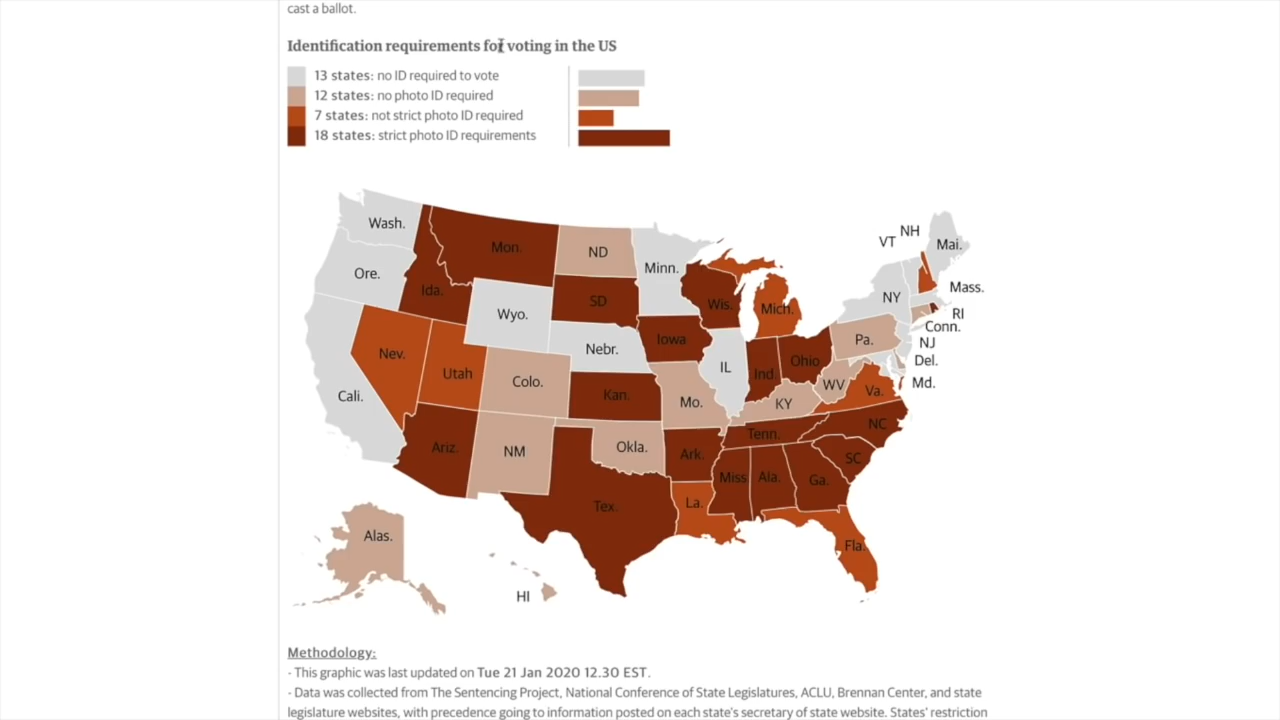 cast a ballot.
Identification requirements for voting in the US
13 states: no ID required to vote
12 states: no photo ID required
7 states: not strict photo ID required
18 states: strict photo ID requirements
Wash.
Mon.
ND
Minn.
VT
NH
Mai.
Ore.
Ida.
SD
Wis.
Mich.
NY
Mass.
Wyo.
RI
Conn.
Nev.
Utah
Nebr.
Iowa
IL
Ind.
Ohio
Pa.
NJ
Del.
Cali.
Colo.
Kan.
Mo.
KY
WV
Va.
Md.
Ariz.
NM
Okla.
Ark.
Tenn.
NC
SC
Tex.
La.
Miss
Ala.
Ga.
Fla.
Alas.
HI
Methodology:
- This graphic was last updated on Tue 21 Jan 2020 12.30 EST.
- Data was collected from The Sentencing Project, National Conference of State Legislatures, ACLU, Brennan Center, and state
legislature websites, with precedence going to information posted on each state's secretary of state website. States' restriction